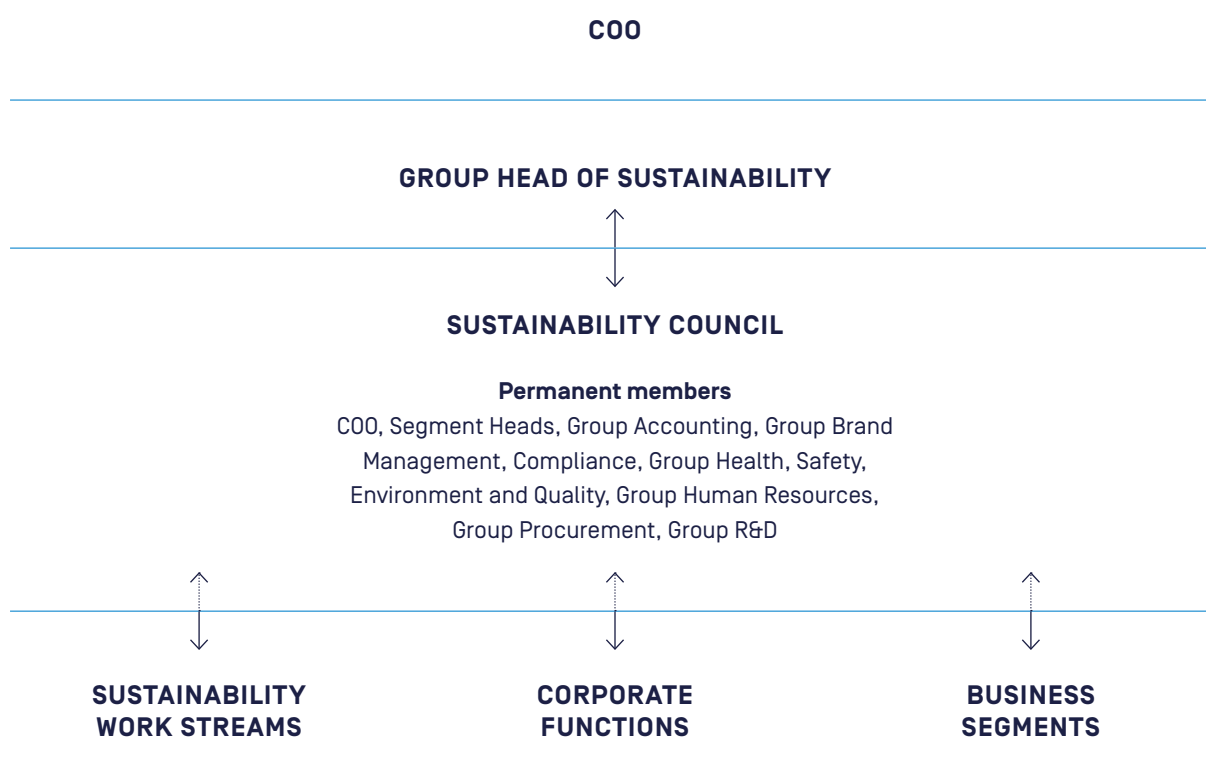 COO
GROUP HEAD OF SUSTAINABILITY
SUSTAINABILITY COUNCIL
Permanent members
COO, Segment Heads, Group Accounting, Group Brand
Management, Compliance, Group Health, Safety,
Environment and Quality, Group Human Resources,
Group Procurement, Group R&D
SUSTAINABILITY
WORK STREAMS
CORPORATE
FUNCTIONS
BUSINESS
SEGMENTS